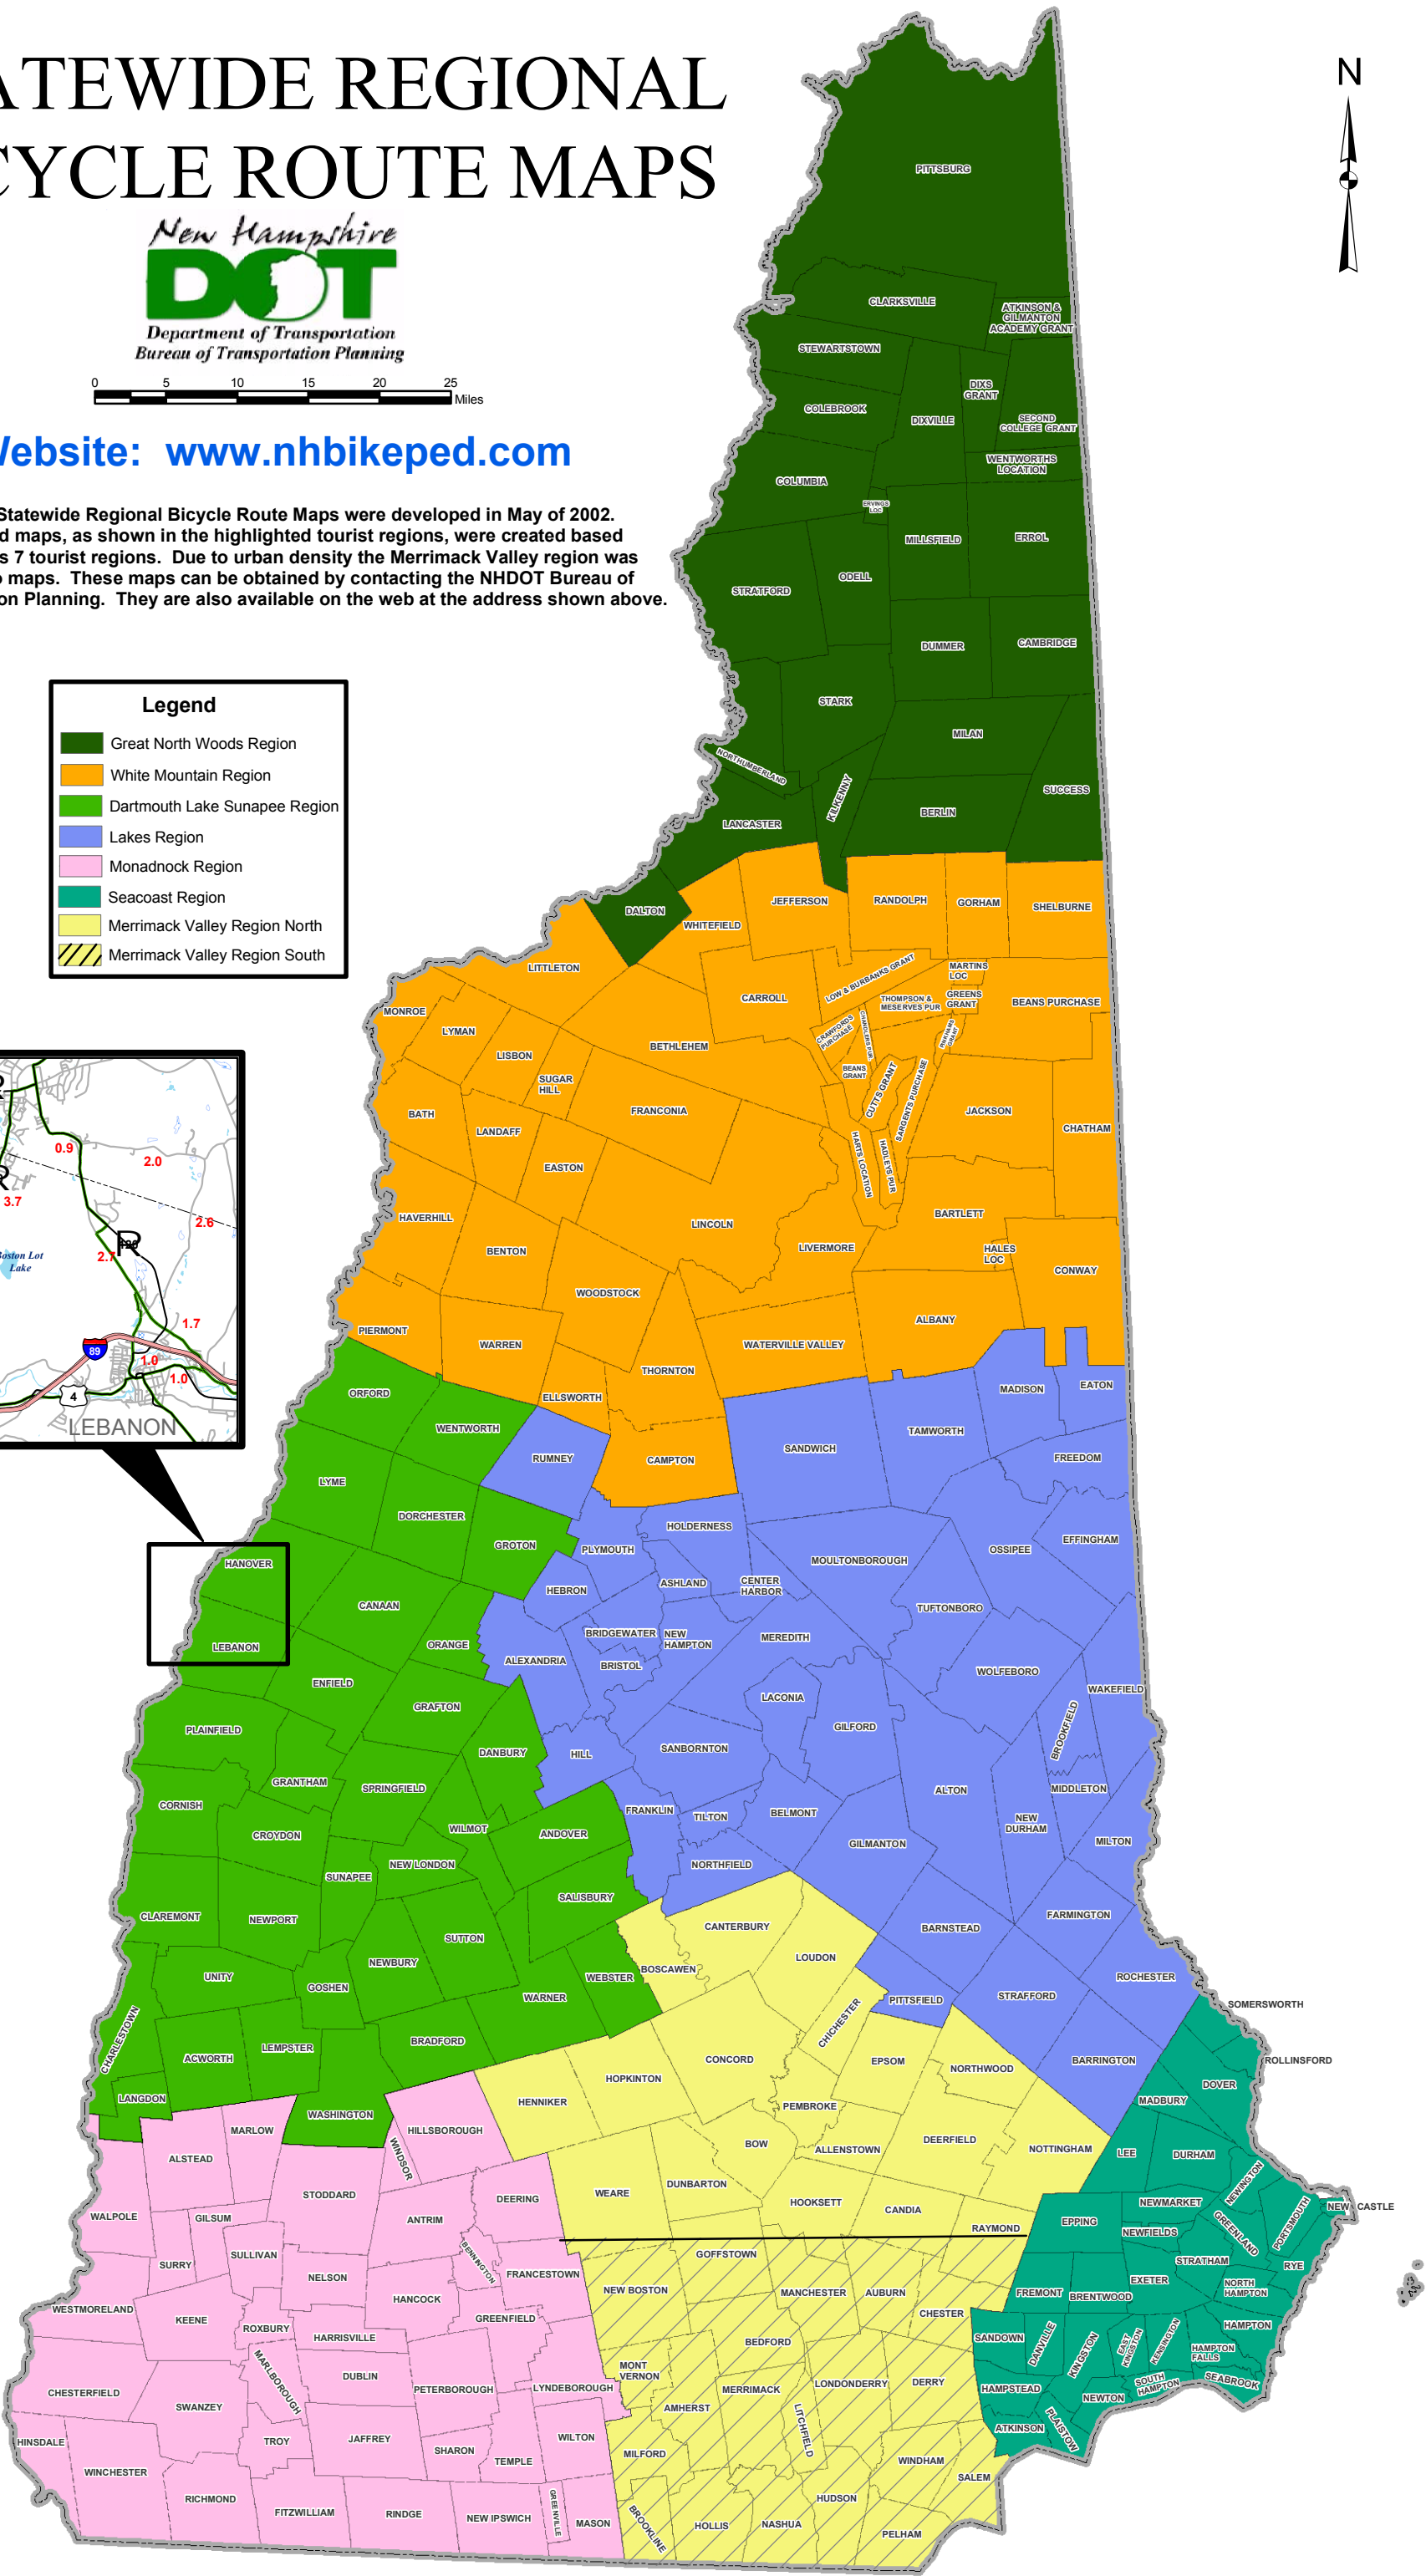 ATEWIDE REGIONAL
CYCLE ROUTE MAPS
New Hampshire
DOT
Department of Transportation
Bureau of Transportation Planning
0 5 10 15 20 25
Miles
Website: www.nhbikeped.com
Statewide Regional Bicycle Route Maps were developed in May of 2002.
d maps, as shown in the highlighted tourist regions, were created based
s 7 tourist regions. Due to urban density the Merrimack Valley region was
o maps. These maps can be obtained by contacting the NHDOT Bureau of
on Planning. They are also available on the web at the address shown above.
N
Legend
Great North Woods Region
White Mountain Region
Dartmouth Lake Sunapee Region
Lakes Region
Monadnock Region
Seacoast Region
Merrimack Valley Region North
Merrimack Valley Region South
R
0.9
2.0
R
3.7
2.6
R
120
2.7
Boston Lot
Lake
1.7
89
1.0
1.0
4
LEBANON
PITTSBURG
CLARKSVILLE
ATKINSON &
GILMANTON
ACADEMY GRANT
STEWARTSTOWN
DIXS
GRANT
COLEBROOK
DIXVILLE
SECOND
COLLEGE GRANT
WENTWORTHS
LOCATION
COLUMBIA
ERVINGS
LOC
MILLSFIELD
ERROL
ODELL
STRATFORD
DUMMER
CAMBRIDGE
STARK
MILAN
NORTHUMBERLAND
KILKENNY
SUCCESS
LANCASTER
BERLIN
DALTON
JEFFERSON
RANDOLPH
GORHAM
SHELBURNE
WHITEFIELD
LITTLETON
CARROLL
LOW & BURBANKS GRANT
MARTINS
LOC
THOMPSON &
MESERVES PUR
GREENS
GRANT
BEANS PURCHASE
MONROE
LYMAN
CRAWFORDS
PURCHASE
CHANDLERS PUR
PINKHAMS
GRANT
LISBON
BETHLEHEM
SUGAR
HILL
BEANS
GRANT
CUTTS GRANT
SARGENTS PURCHASE
BATH
FRANCONIA
JACKSON
LANDAFF
CHATHAM
EASTON
HARTS LOCATION
HADLEYS PUR
HAVERHILL
LINCOLN
BARTLETT
BENTON
LIVERMORE
HALES
LOC
CONWAY
WOODSTOCK
ALBANY
PIERMONT
WARREN
WATERVILLE VALLEY
THORNTON
ORFORD
ELLSWORTH
MADISON
EATON
WENTWORTH
TAMWORTH
RUMNEY
CAMPTON
SANDWICH
FREEDOM
LYME
DORCHESTER
HOLDERNESS
GROTON
PLYMOUTH
EFFINGHAM
OSSIPEE
HANOVER
MOULTONBOROUGH
HEBRON
ASHLAND
CENTER
HARBOR
CANAAN
TUFTONBORO
BRIDGEWATER
NEW
HAMPTON
MEREDITH
LEBANON
ORANGE
ALEXANDRIA
BRISTOL
WOLFEBORO
ENFIELD
WAKEFIELD
GRAFTON
LACONIA
PLAINFIELD
GILFORD
BROOKFIELD
DANBURY
HILL
SANBORNTON
GRANTHAM
SPRINGFIELD
ALTON
MIDDLETON
CORNISH
FRANKLIN
TILTON
BELMONT
NEW
DURHAM
CROYDON
WILMOT
ANDOVER
GILMANTON
MILTON
NEW LONDON
NORTHFIELD
SUNAPEE
SALISBURY
CLAREMONT
NEWPORT
CANTERBURY
BARNSTEAD
FARMINGTON
SUTTON
LOUDON
NEWBURY
BOSCAWEN
UNITY
WEBSTER
ROCHESTER
GOSHEN
WARNER
STRAFFORD
PITTSFIELD
SOMERSWORTH
CHARLESTOWN
CHICHESTER
BRADFORD
LEMPSTER
ACWORTH
CONCORD
EPSOM
BARRINGTON
ROLLINSFORD
NORTHWOOD
HOPKINTON
DOVER
LANGDON
HENNIKER
MADBURY
WASHINGTON
PEMBROKE
MARLOW
HILLSBOROUGH
DEERFIELD
BOW
ALLENSTOWN
NOTTINGHAM
LEE
DURHAM
ALSTEAD
WINDSOR
DUNBARTON
NEWINGTON
STODDARD
DEERING
WEARE
HOOKSETT
CANDIA
NEWMARKET
NEW CASTLE
WALPOLE
GILSUM
ANTRIM
EPPING
PORTSMOUTH
RAYMOND
NEWFIELDS
GREENLAND
SULLIVAN
BENNINGTON
GOFFSTOWN
SURRY
STRATHAM
RYE
NELSON
FRANCESTOWN
EXETER
NEW BOSTON
MANCHESTER
AUBURN
FREMONT
BRENTWOOD
NORTH
HAMPTON
HANCOCK
WESTMORELAND
KEENE
ROXBURY
GREENFIELD
CHESTER
HAMPTON
HARRISVILLE
BEDFORD
SANDOWN
DANVILLE
KINGSTON
EAST
KINGSTON
KENSINGTON
HAMPTON
FALLS
MARLBOROUGH
DUBLIN
MONT
VERNON
PETERBOROUGH
LYNDEBOROUGH
MERRIMACK
LONDONDERRY
DERRY
SOUTH
HAMPTON
SEABROOK
CHESTERFIELD
HAMPSTEAD
NEWTON
SWANZEY
AMHERST
LITCHFIELD
ATKINSON
PLAISTOW
HINSDALE
TROY
JAFFREY
WILTON
SHARON
TEMPLE
MILFORD
WINDHAM
WINCHESTER
SALEM
RICHMOND
FITZWILLIAM
RINDGE
NEW IPSWICH
GREENVILLE
MASON
BROOKLINE
HOLLIS
NASHUA
HUDSON
PELHAM